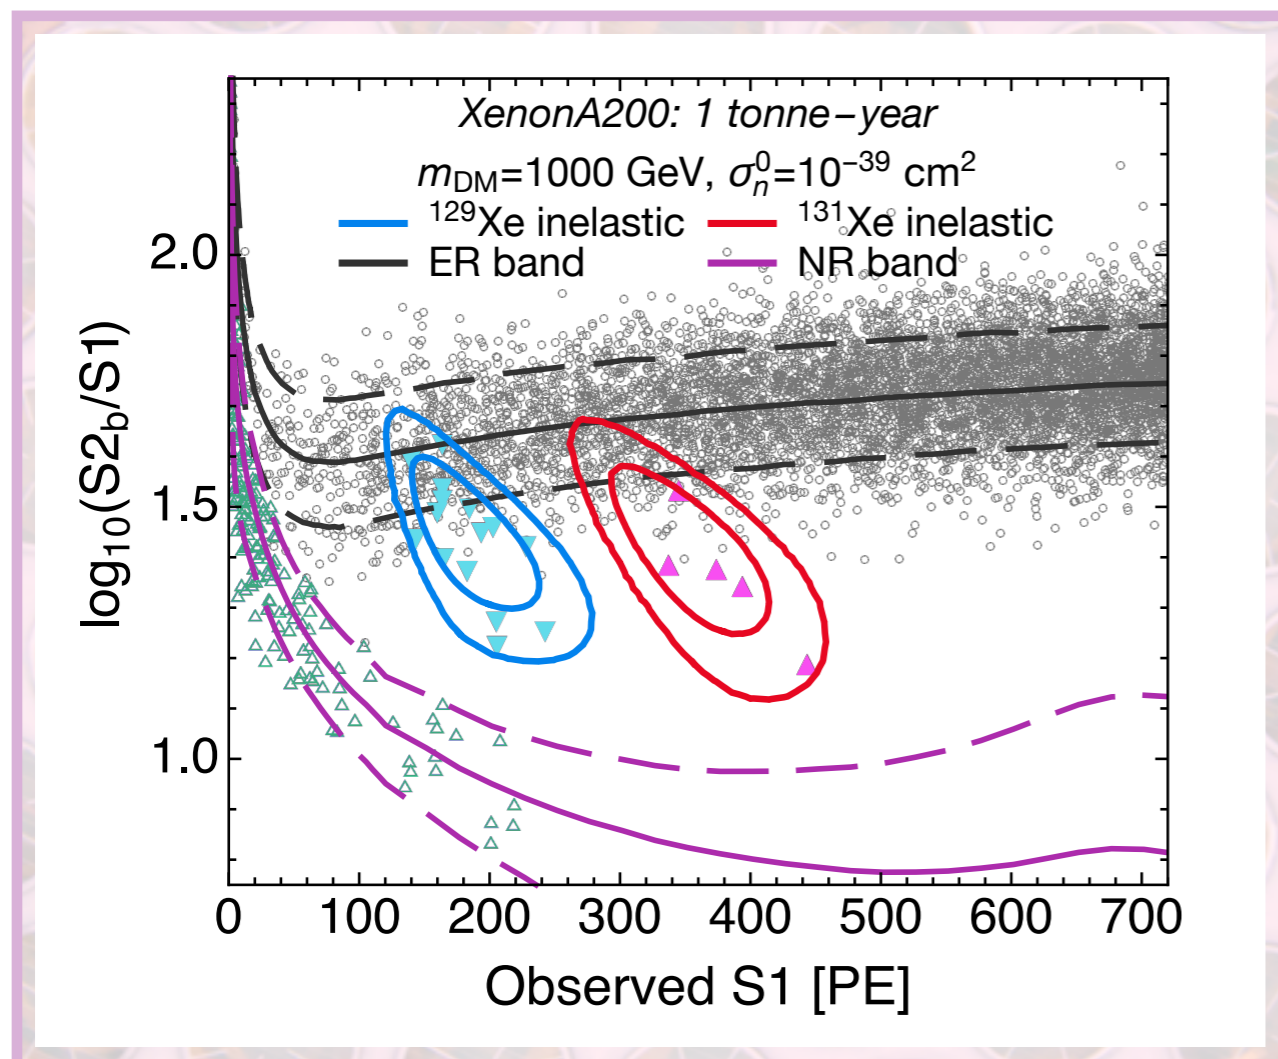 XenonA200: 1 tonne−year
m_DM=1000 GeV, σ_n^0=10^−39 cm^2
^129Xe inelastic ^131Xe inelastic
ER band NR band
log_10(S2_b/S1)
2.0
1.5
1.0
0 100 200 300 400 500 600 700
Observed S1 [PE]